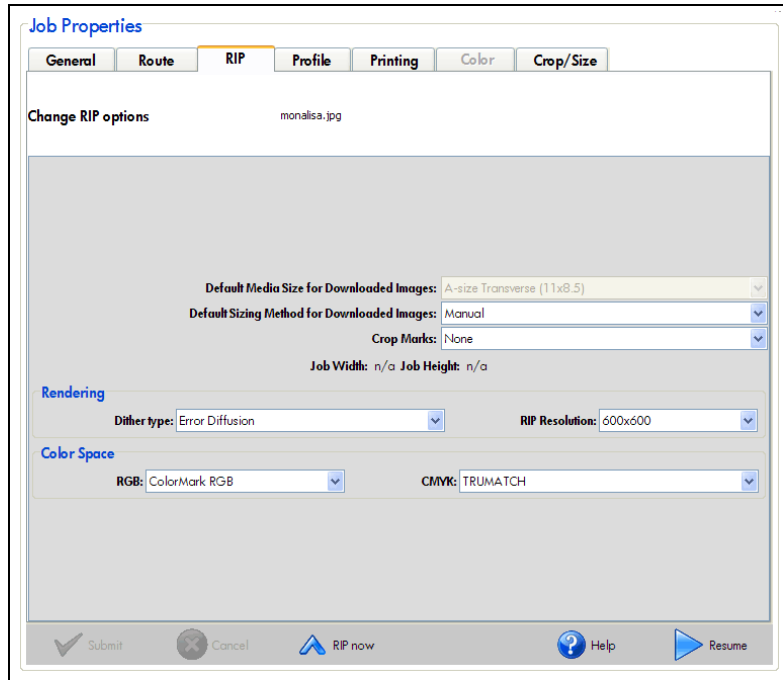 Job Properties
General Route RIP Profile Printing Color Crop/Size
Change RIP options monalisa.jpg
Default Media Size for Downloaded Images: A-size Transverse (11x8.5)
Default Sizing Method for Downloaded Images: Manual
Crop Marks: None
Job Width: n/a Job Height: n/a
Rendering
Dither type: Error Diffusion RIP Resolution: 600x600
Color Space
RGB: ColorMark RGB CMYK: TRUMATCH
Submit Cancel RIP now Help Resume